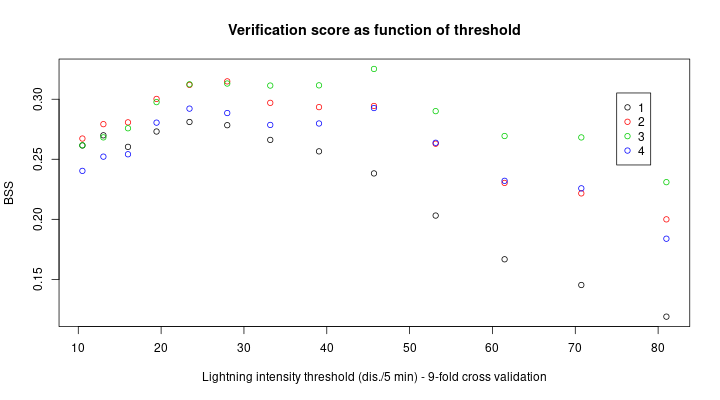 Verification score as function of threshold
BSS
0.30
0.25
0.20
0.15
1
2
3
4
10 20 30 40 50 60 70 80
Lightning intensity threshold (dis./5 min) - 9-fold cross validation